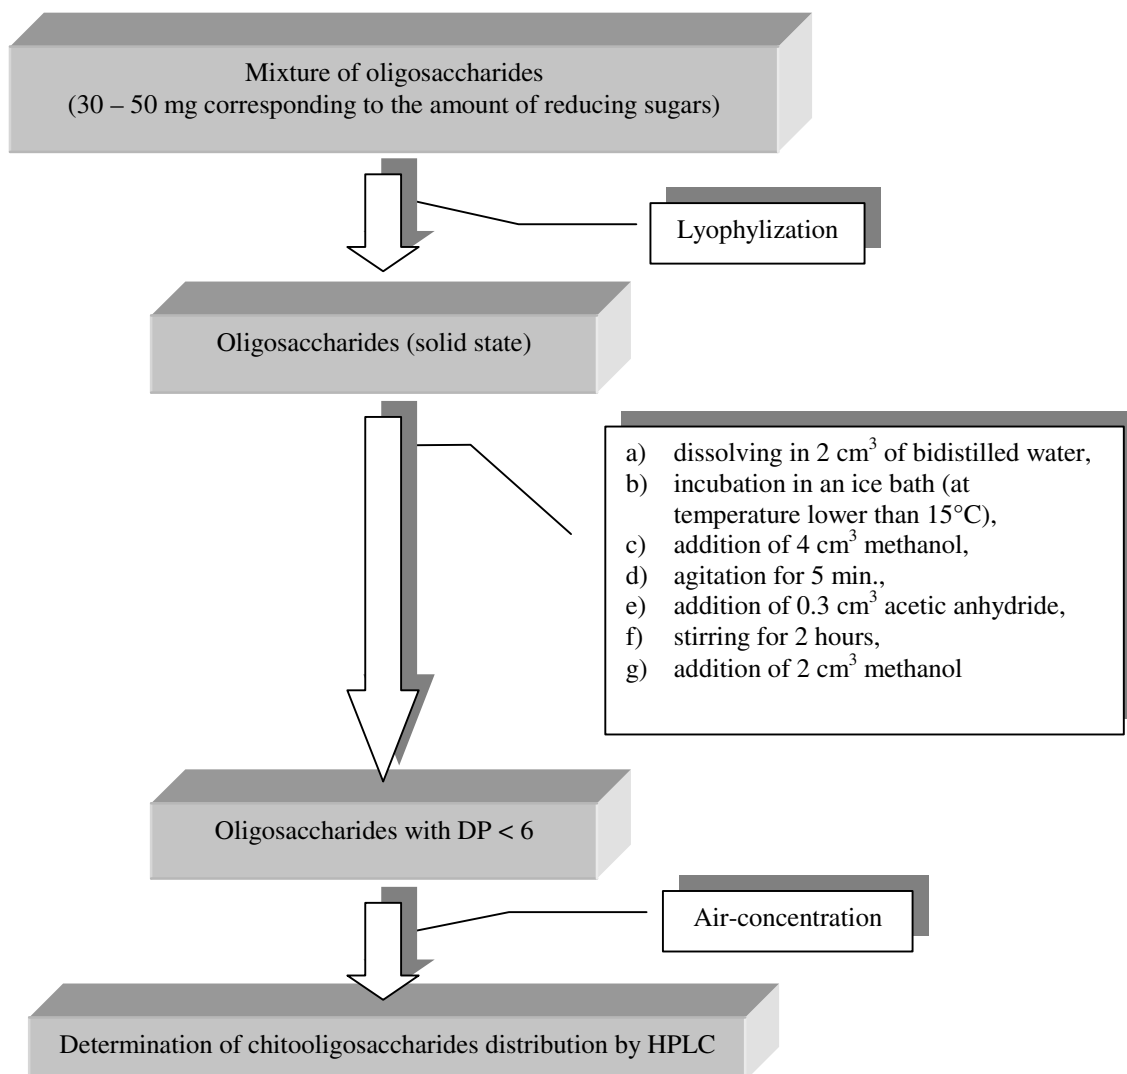 Mixture of oligosaccharides
(30 – 50 mg corresponding to the amount of reducing sugars)
Lyophylization
Oligosaccharides (solid state)
a) dissolving in 2 cm³ of bidistilled water,
b) incubation in an ice bath (at
temperature lower than 15°C),
c) addition of 4 cm³ methanol,
d) agitation for 5 min.,
e) addition of 0.3 cm³ acetic anhydride,
f) stirring for 2 hours,
g) addition of 2 cm³ methanol
Oligosaccharides with DP < 6
Air-concentration
Determination of chitooligosaccharides distribution by HPLC